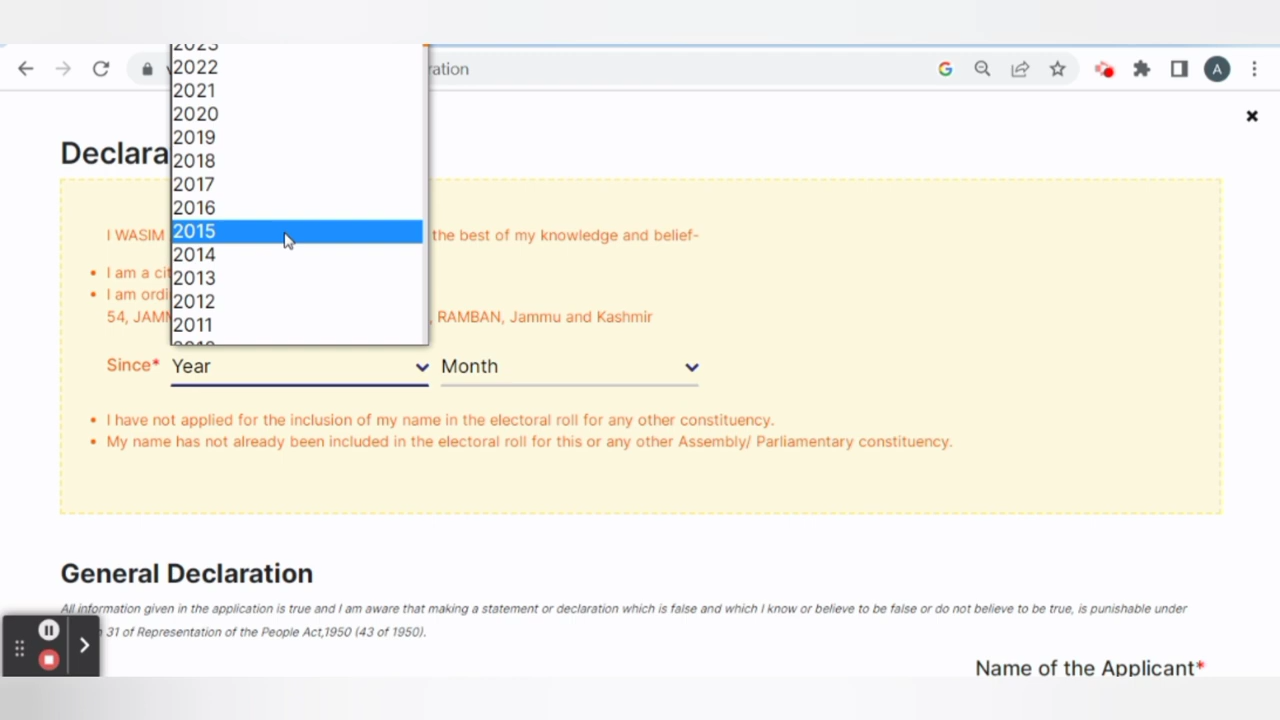 2023
2022
ration
A
2021
2020
2019
Declara
2018
2017
2016
I WASIM
2015
the best of my knowledge and belief-
2014
I am a cit
2013
I am ordi
2012
54, JAMM
2011
, RAMBAN, Jammu and Kashmir
2010
Since* Year Month
• I have not applied for the inclusion of my name in the electoral roll for any other constituency.
• My name has not already been included in the electoral roll for this or any other Assembly/ Parliamentary constituency.
General Declaration
All information given in the application is true and I am aware that making a statement or declaration which is false and which I know or believe to be false or do not believe to be true, is punishable under
31 of Representation of the People Act,1950 (43 of 1950).
Name of the Applicant*